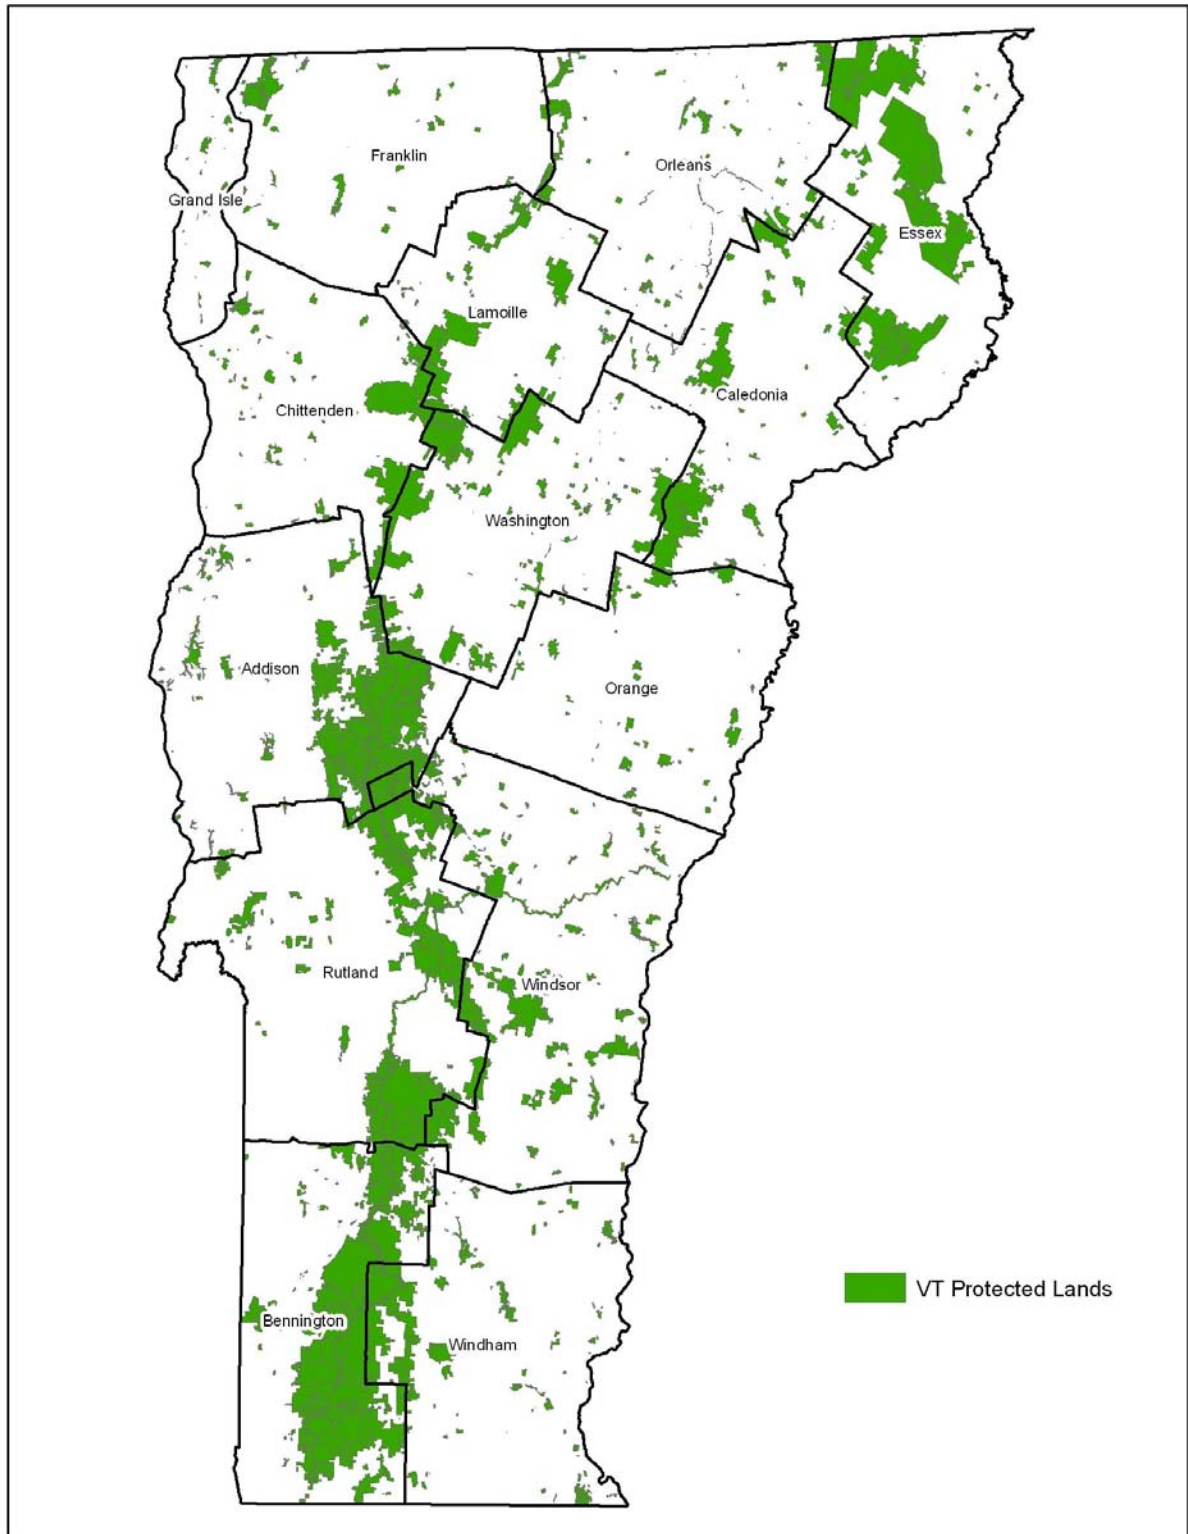 Franklin
Orleans
Grand Isle
Essex
Lamoille
Caledonia
Chittenden
Washington
Addison
Orange
Rutland
Windsor
VT Protected Lands
Bennington
Windham